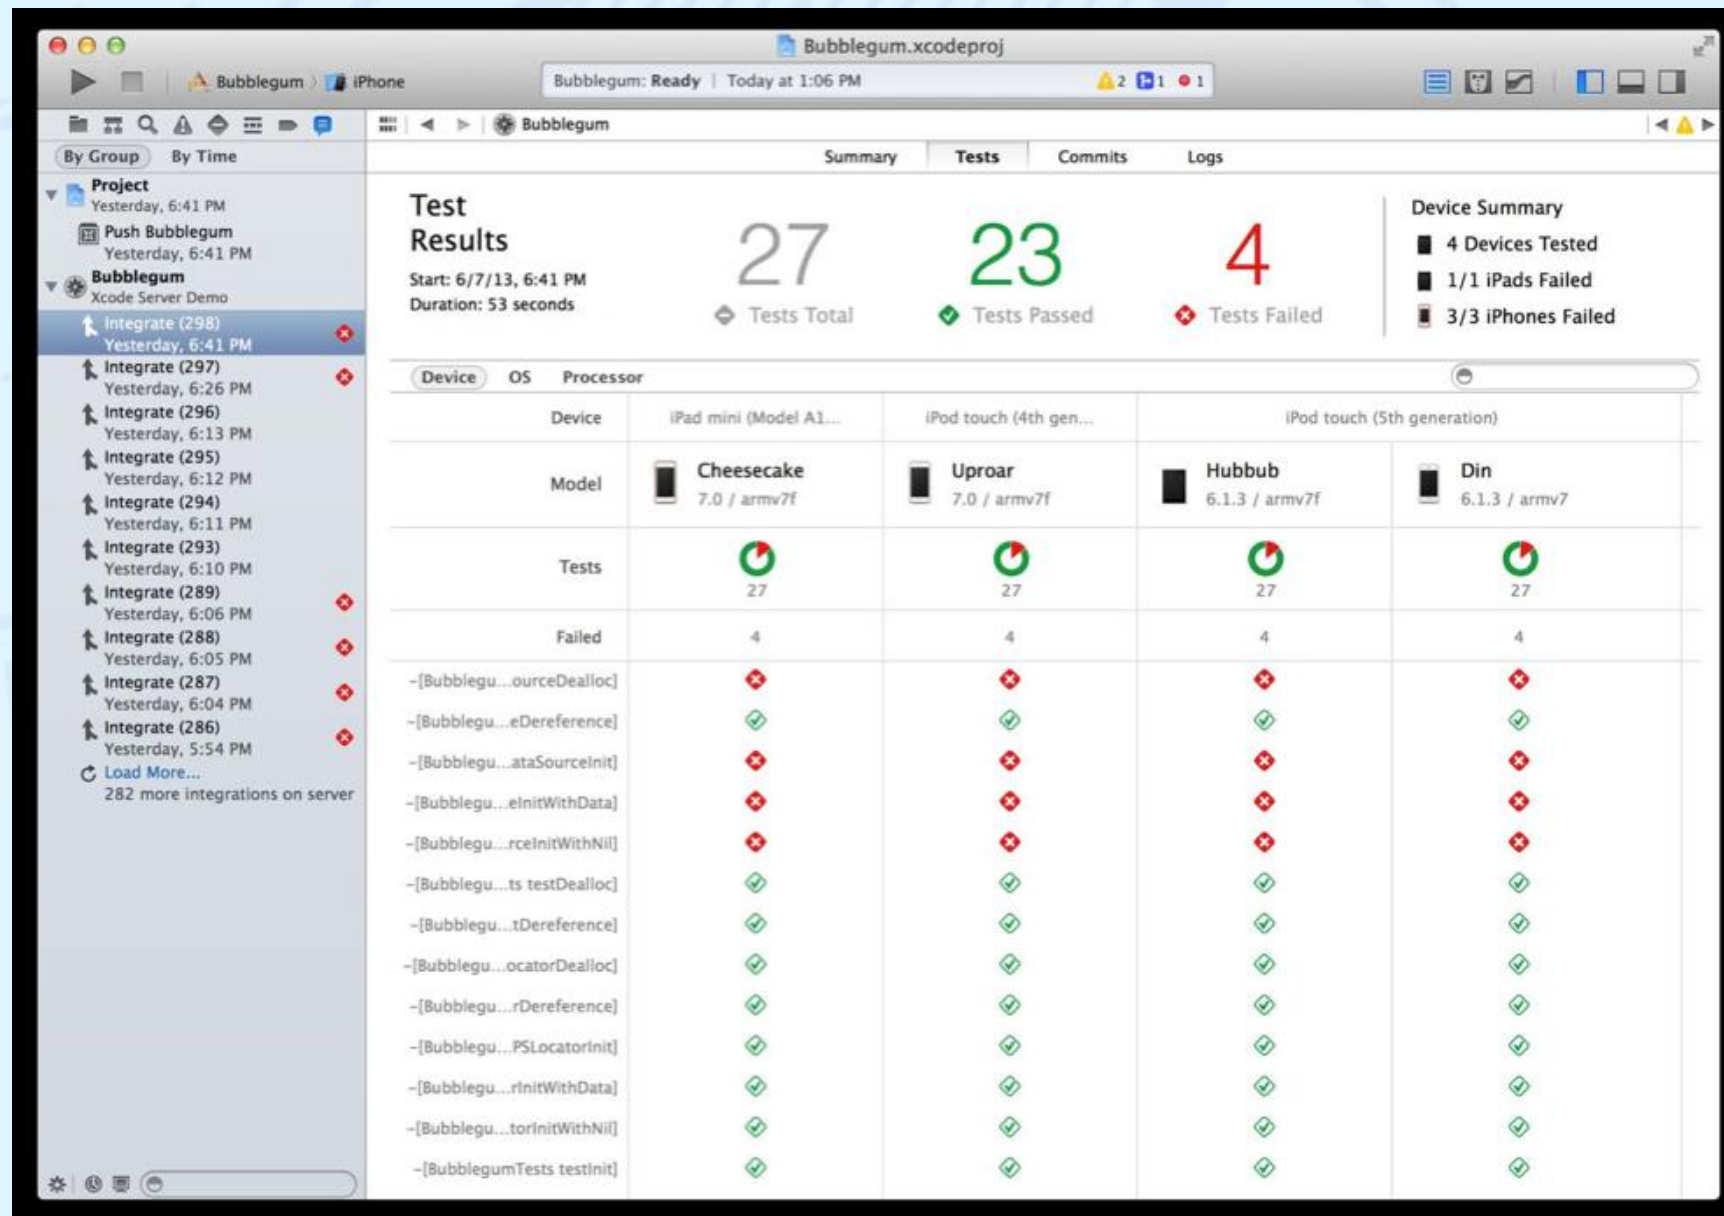 Bubblegum.xcodeproj
Bubblegum iPhone
Bubblegum: Ready | Today at 1:06 PM
2 1 1
Bubblegum
By Group By Time
Summary Tests Commits Logs
Project
Yesterday, 6:41 PM
Push Bubblegum
Yesterday, 6:41 PM
Bubblegum
Xcode Server Demo
Integrate (298)
Yesterday, 6:41 PM
Integrate (297)
Yesterday, 6:26 PM
Integrate (296)
Yesterday, 6:13 PM
Integrate (295)
Yesterday, 6:12 PM
Integrate (294)
Yesterday, 6:11 PM
Integrate (293)
Yesterday, 6:10 PM
Integrate (289)
Yesterday, 6:06 PM
Integrate (288)
Yesterday, 6:05 PM
Integrate (287)
Yesterday, 6:04 PM
Integrate (286)
Yesterday, 5:54 PM
Load More...
282 more integrations on server
Test
Results
Start: 6/7/13, 6:41 PM
Duration: 53 seconds
27
Tests Total
23
Tests Passed
4
Tests Failed
Device Summary
4 Devices Tested
1/1 iPads Failed
3/3 iPhones Failed
Device OS Processor
Device iPad mini (Model A1... iPod touch (4th gen... iPod touch (5th generation)
Model
Cheesecake
7.0 / armv7f
Uproar
7.0 / armv7f
Hubbub
6.1.3 / armv7f
Din
6.1.3 / armv7
Tests 27 27 27 27
Failed 4 4 4 4
-[Bubblegu...ourceDealloc]
-[Bubblegu...eDereference]
-[Bubblegu...ataSourceInit]
-[Bubblegu...eInitWithData]
-[Bubblegu...rceInitWithNil]
-[Bubblegu...ts testDealloc]
-[Bubblegu...tDereference]
-[Bubblegu...ocatorDealloc]
-[Bubblegu...rDereference]
-[Bubblegu...PSLocatorInit]
-[Bubblegu...rInitWithData]
-[Bubblegu...torInitWithNil]
-[BubblegumTests testInit]